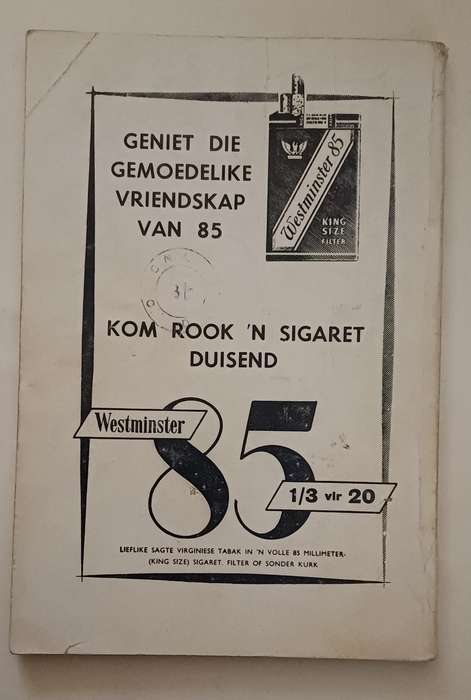 GENIET DIE
GEMOEDELIKE
VRIENDSKAP
VAN 85
Westminster 85
KING
SIZE
FILTER
KOM ROOK 'N SIGARET
DUISEND
Westminster
85
1/3 vir 20
LIEFLIKE SAGTE VIRGINIESE TABAK IN 'N VOLLE 85 MILLIMETER-
(KING SIZE) SIGARET. FILTER OF SONDER KURK